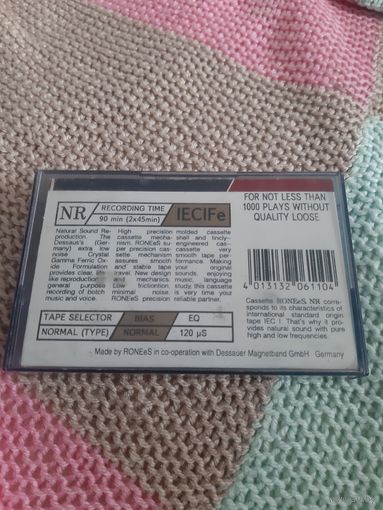 NR
RECORDING TIME
90 min (2x45min)
IECIFe
FOR NOT LESS THAN
1000 PLAYS WITHOUT
QUALITY LOOSE
Natural Sound Re-
production. The
Dessaus's (Ger-
many) extra low
noise Crystal
Gamma Ferric Ox-
ide Formulation
provides clear, life
like reproduction
general purpose
recording of botch
music and voice.
High precision
cassette mecha-
nism. RONEeS su
per precision cas-
sette mechanism
assures smooth
and stable tape
travel. New design
mechanics
Low ifrictionn,
minimal noise,
RONEeS precision
molded cassette
shell and lincly-
engineered cas-
cassette very
smooth tape per-
formance. Making
your original
sounds, enjoying
music, language
study, this cassette
is very time your
reliable partner.
4 013132 061104
Cassette RONEeS NR corre-
sponds to its characteristics of
international standard origin
tape IEC I. That's why it pro-
vides natural sound with pure
high and low frequencies
TAPE SELECTOR
BIAS
EQ
NORMAL (TYPE)
NORMAL
120 µS
Made by RONEeS in co-operation with Dessauer Magnetband GmbH Germany